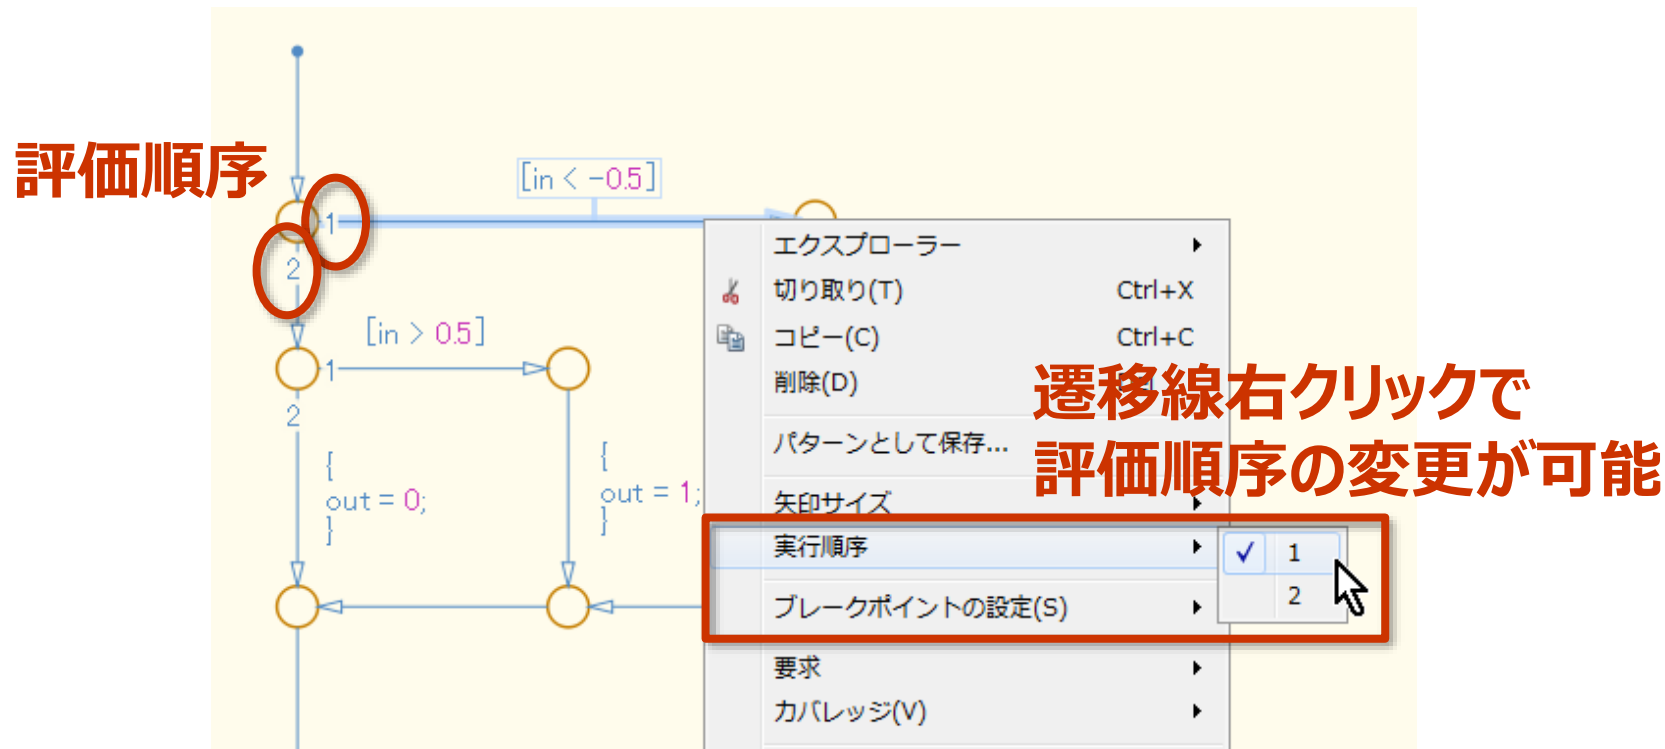 評価順序
[in < -0.5]
1
2
[in > 0.5]
1
2
{
out = 0;
}
{
out = 1;
}
エクスプローラー
切り取り(T) Ctrl+X
コピー(C) Ctrl+C
削除(D)
遷移線右クリックで
評価順序の変更が可能
パターンとして保存...
矢印サイズ
実行順序
✓ 1
2
ブレークポイントの設定(S)
要求
カバレッジ(V)